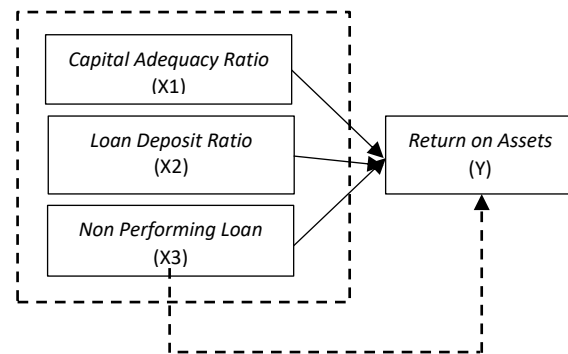 Capital Adequacy Ratio
(X1)
Loan Deposit Ratio
(X2)
Non Performing Loan
(X3)
Return on Assets
(Y)